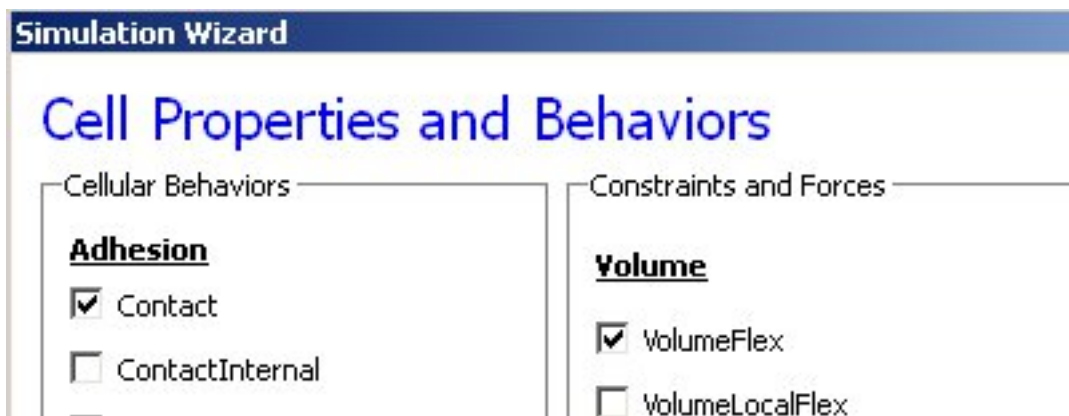 Simulation Wizard
Cell Properties and Behaviors
Cellular Behaviors
Adhesion
Contact
ContactInternal
Constraints and Forces
Volume
VolumeFlex
VolumeLocalFlex